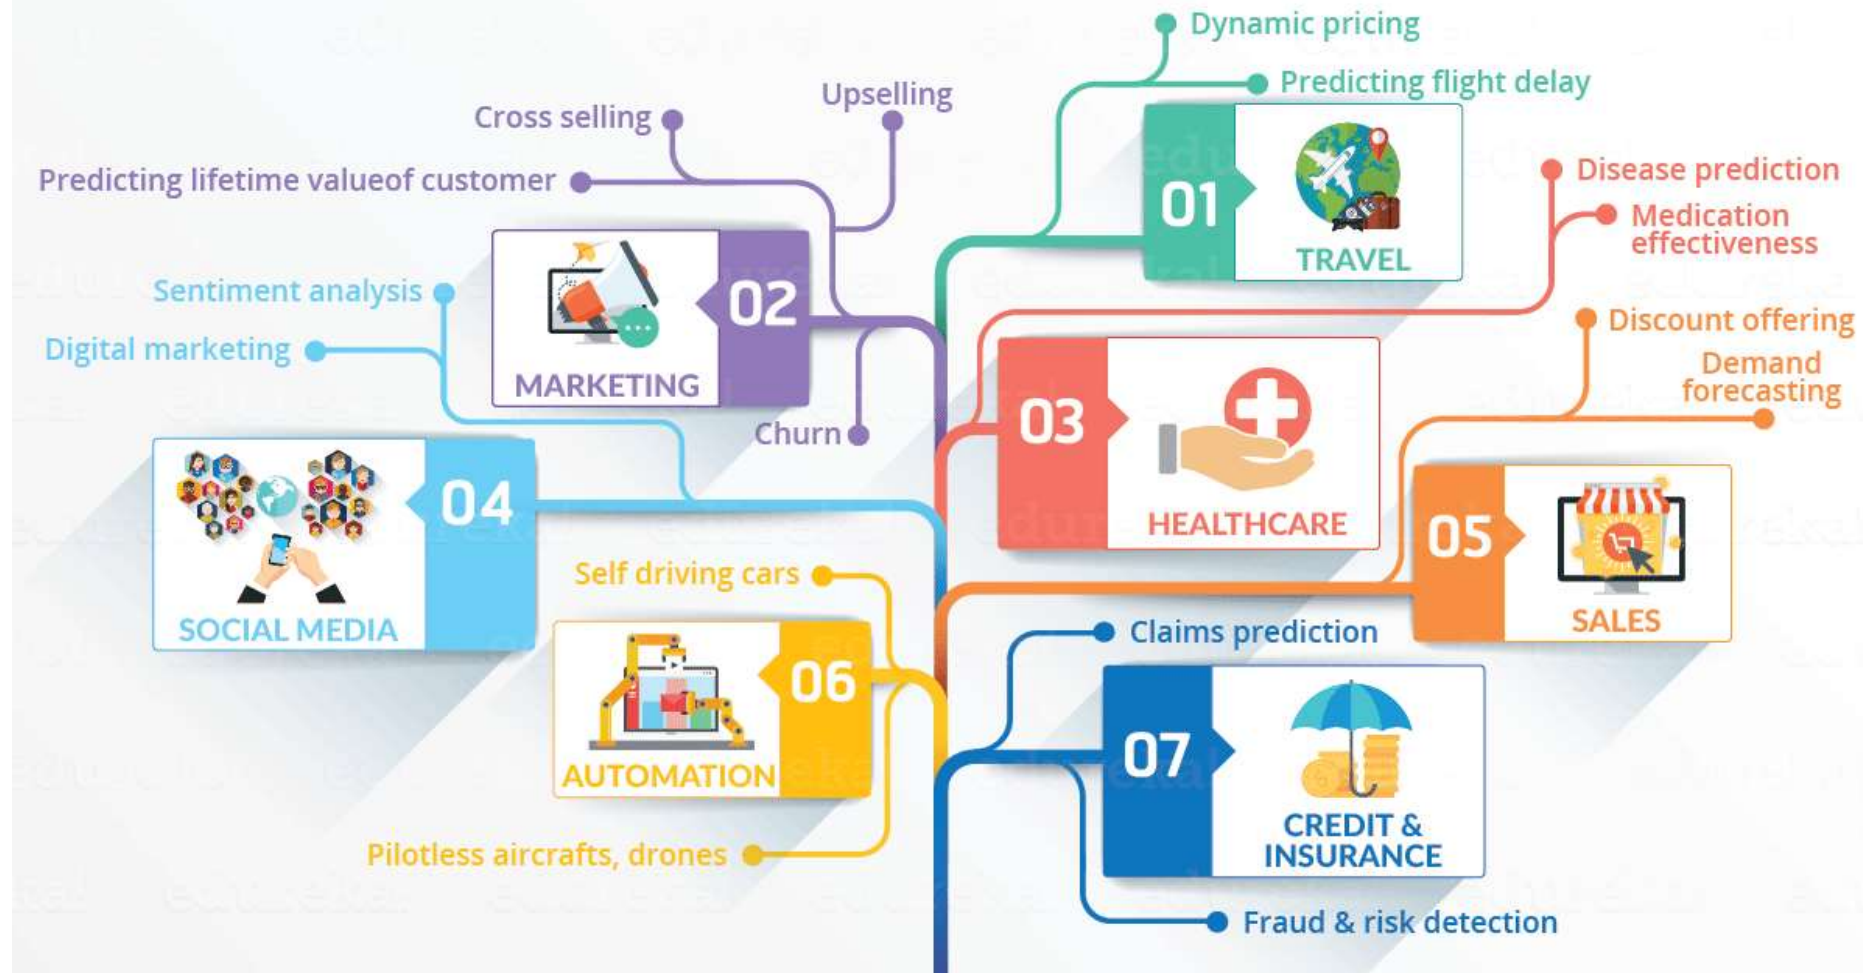 Dynamic pricing
Predicting flight delay
01
TRAVEL
Upselling
Cross selling
Predicting lifetime valueof customer
02
MARKETING
Churn
Disease prediction
Medication
effectiveness
03
HEALTHCARE
Sentiment analysis
Digital marketing
04
SOCIAL MEDIA
Discount offering
Demand
forecasting
05
SALES
Self driving cars
06
AUTOMATION
Pilotless aircrafts, drones
Claims prediction
07
CREDIT &
INSURANCE
Fraud & risk detection
edureka!